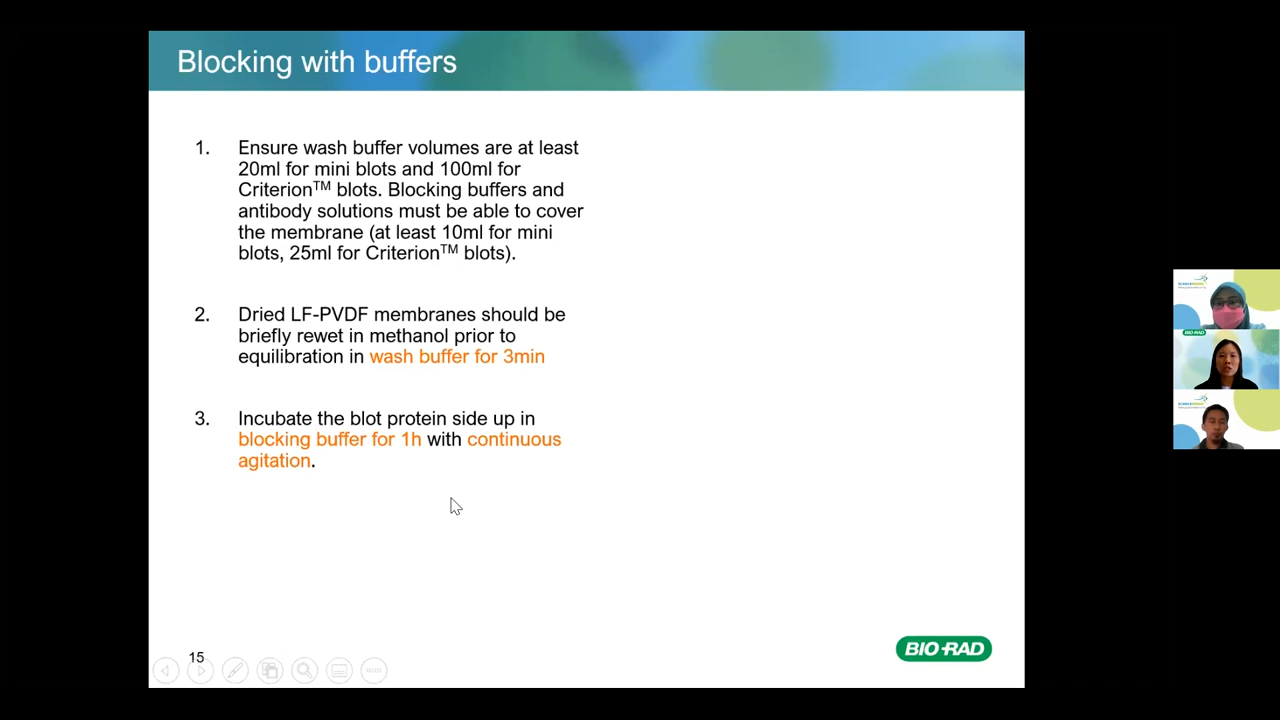 Blocking with buffers
1. Ensure wash buffer volumes are at least
20ml for mini blots and 100ml for
Criterion™ blots. Blocking buffers and
antibody solutions must be able to cover
the membrane (at least 10ml for mini
blots, 25ml for Criterion™ blots).
2. Dried LF-PVDF membranes should be
briefly rewet in methanol prior to
equilibration in wash buffer for 3min
3. Incubate the blot protein side up in
blocking buffer for 1h with continuous
agitation.
15
BIO-RAD
BIO-RAD